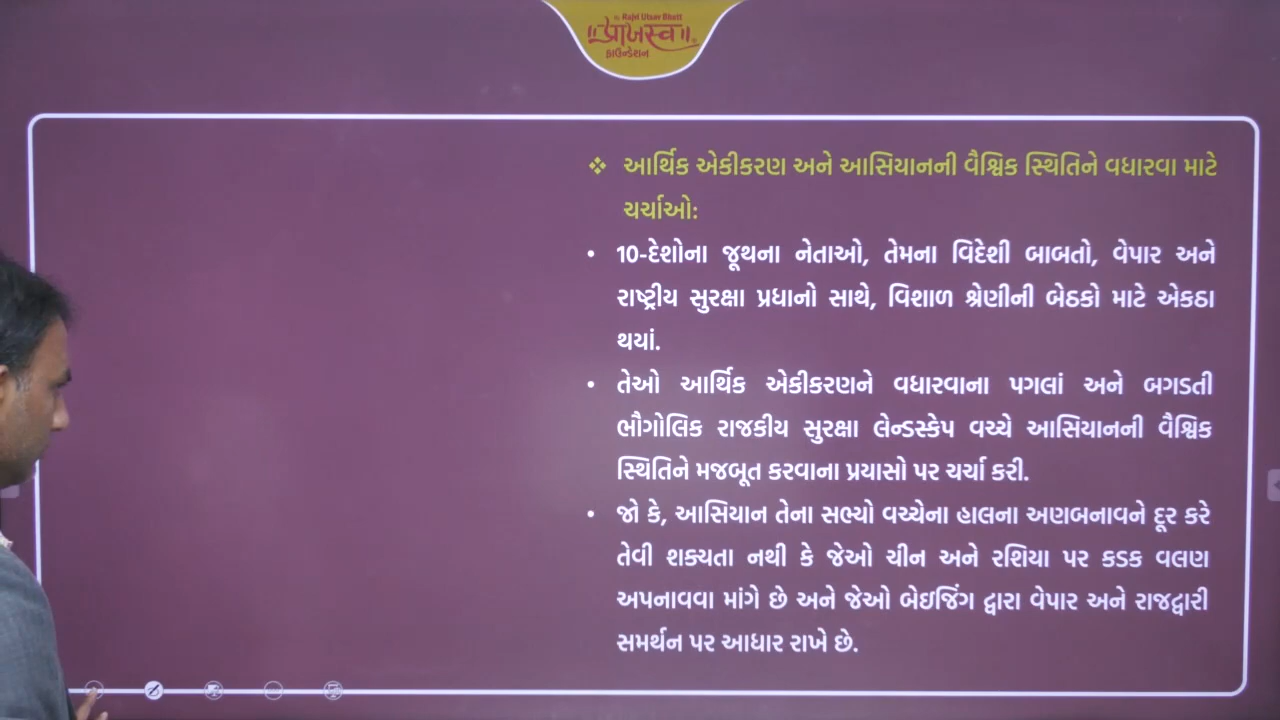 Rajni Utkar Bhatt
ફાઉન્ડેશન
❖ આર્થિક એકીકરણ અને આસિયાનની વૈશ્વિક સ્થિતિને વધારવા માટે
ચર્ચાઓ:
• 10-દેશોના જૂથના નેતાઓ, તેમના વિદેશી બાબતો, વેપાર અને
રાષ્ટ્રીય સુરક્ષા પ્રધાનો સાથે, વિશાળ શ્રેણીની બેઠકો માટે એકઠા
થયાં.
• તેઓ આર્થિક એકીકરણને વધારવાના પગલાં અને બગડતી
ભૌગોલિક રાજકીય સુરક્ષા લેન્ડસ્કેપ વચ્ચે આસિયાનની વૈશ્વિક
સ્થિતિને મજબૂત કરવાના પ્રયાસો પર ચર્ચા કરી.
• જો કે, આસિયાન તેના સભ્યો વચ્ચેના હાલના અણબનાવને દૂર કરે
તેવી શક્યતા નથી કે જેઓ ચીન અને રશિયા પર કડક વલણ
અપનાવવા માંગે છે અને જેઓ બેઇજિંગ દ્વારા વેપાર અને રાજદ્વારી
સમર્થન પર આધાર રાખે છે.